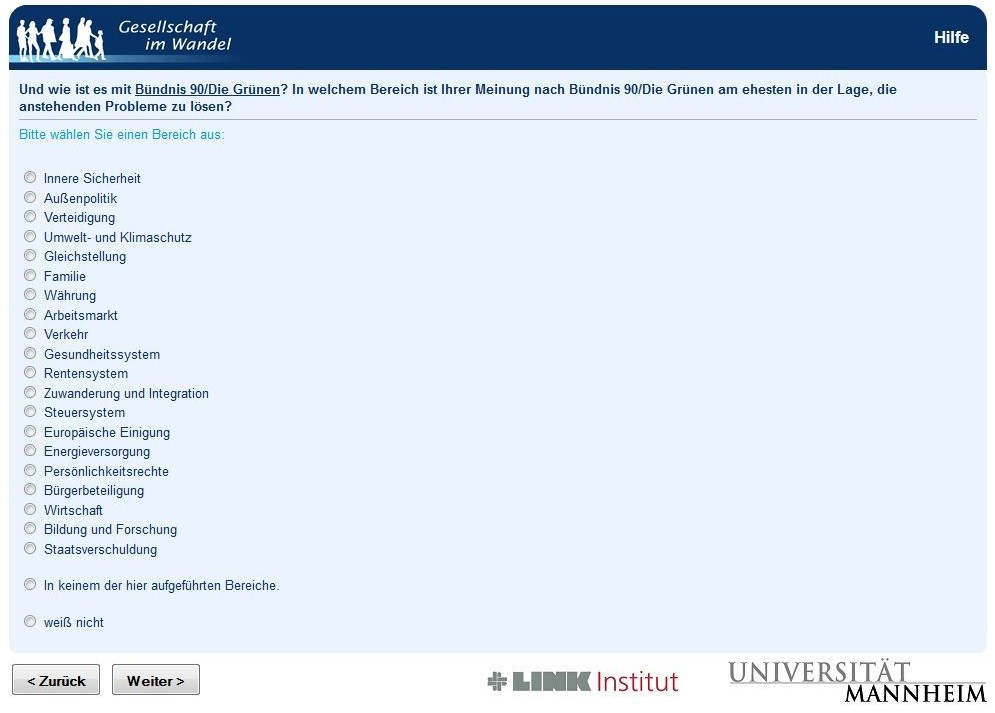 Gesellschaft
im Wandel
Hilfe
Und wie ist es mit Bündnis 90/Die Grünen? In welchem Bereich ist Ihrer Meinung nach Bündnis 90/Die Grünen am ehesten in der Lage, die
anstehenden Probleme zu lösen?
Bitte wählen Sie einen Bereich aus:
Innere Sicherheit
Außenpolitik
Verteidigung
Umwelt- und Klimaschutz
Gleichstellung
Familie
Währung
Arbeitsmarkt
Verkehr
Gesundheitssystem
Rentensystem
Zuwanderung und Integration
Steuersystem
Europäische Einigung
Energieversorgung
Persönlichkeitsrechte
Bürgerbeteiligung
Wirtschaft
Bildung und Forschung
Staatsverschuldung
In keinem der hier aufgeführten Bereiche.
weiß nicht
< Zurück
Weiter >
LINK Institut
UNIVERSITÄT
MANNHEIM